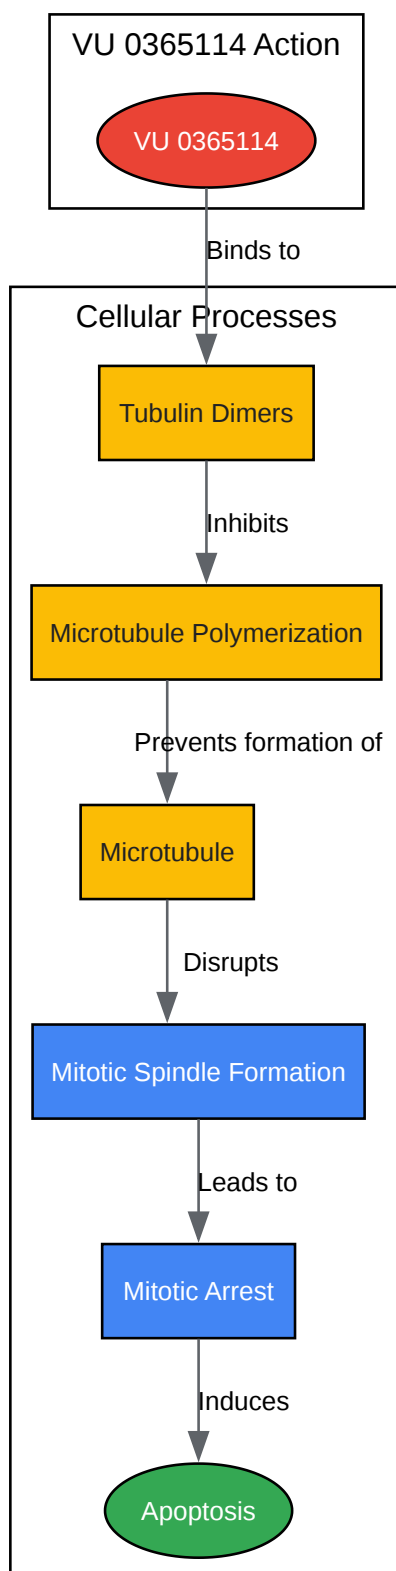 VU 0365114 Action
VU 0365114
Binds to
Cellular Processes
Tubulin Dimers
Inhibits
Microtubule Polymerization
Prevents formation of
Microtubule
Disrupts
Mitotic Spindle Formation
Leads to
Mitotic Arrest
Induces
Apoptosis